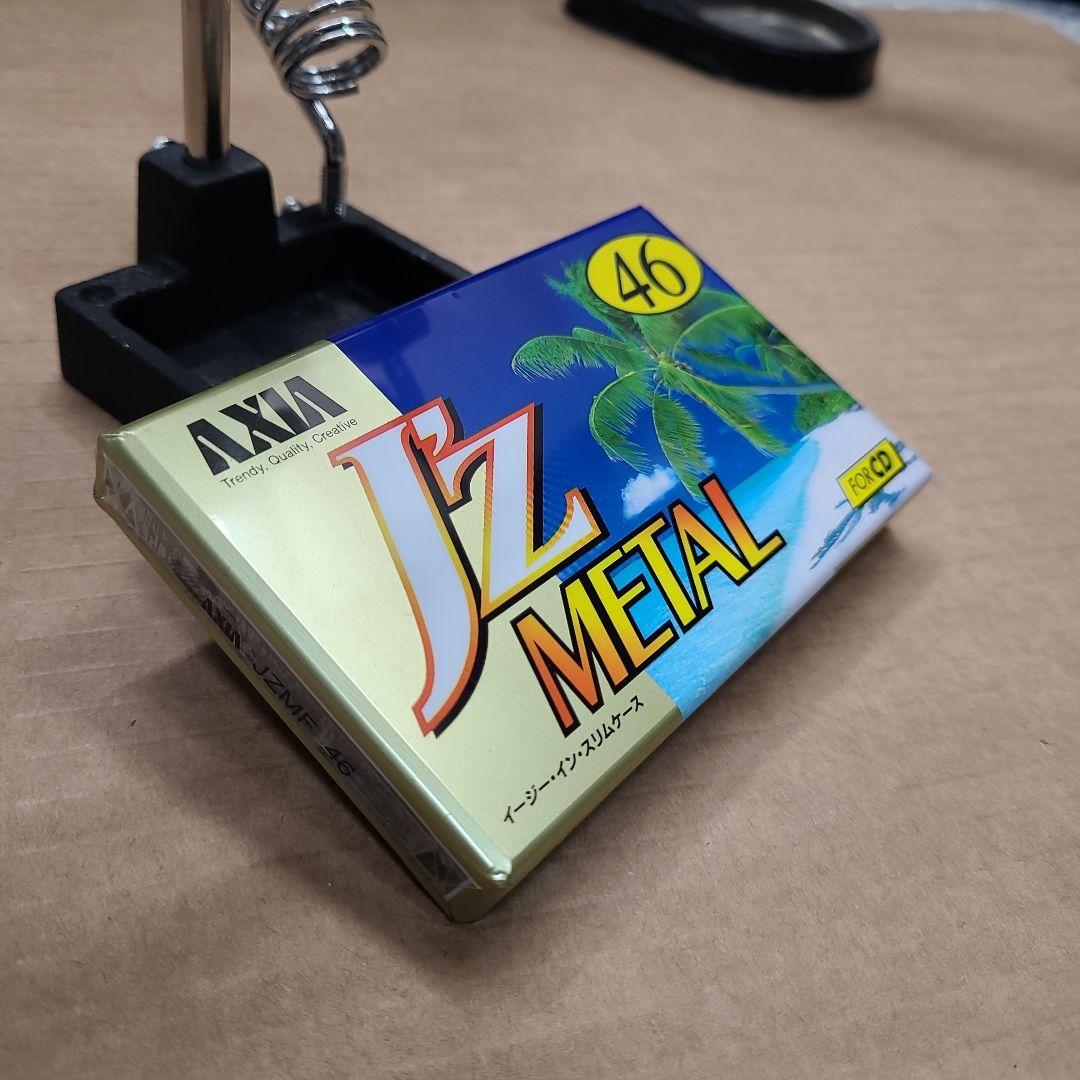 46
AXIA
Trendy, Quality, Creative
J'z
METAL
FOR CD
イージー・イン・スリムケース
AXIA JZMF 46